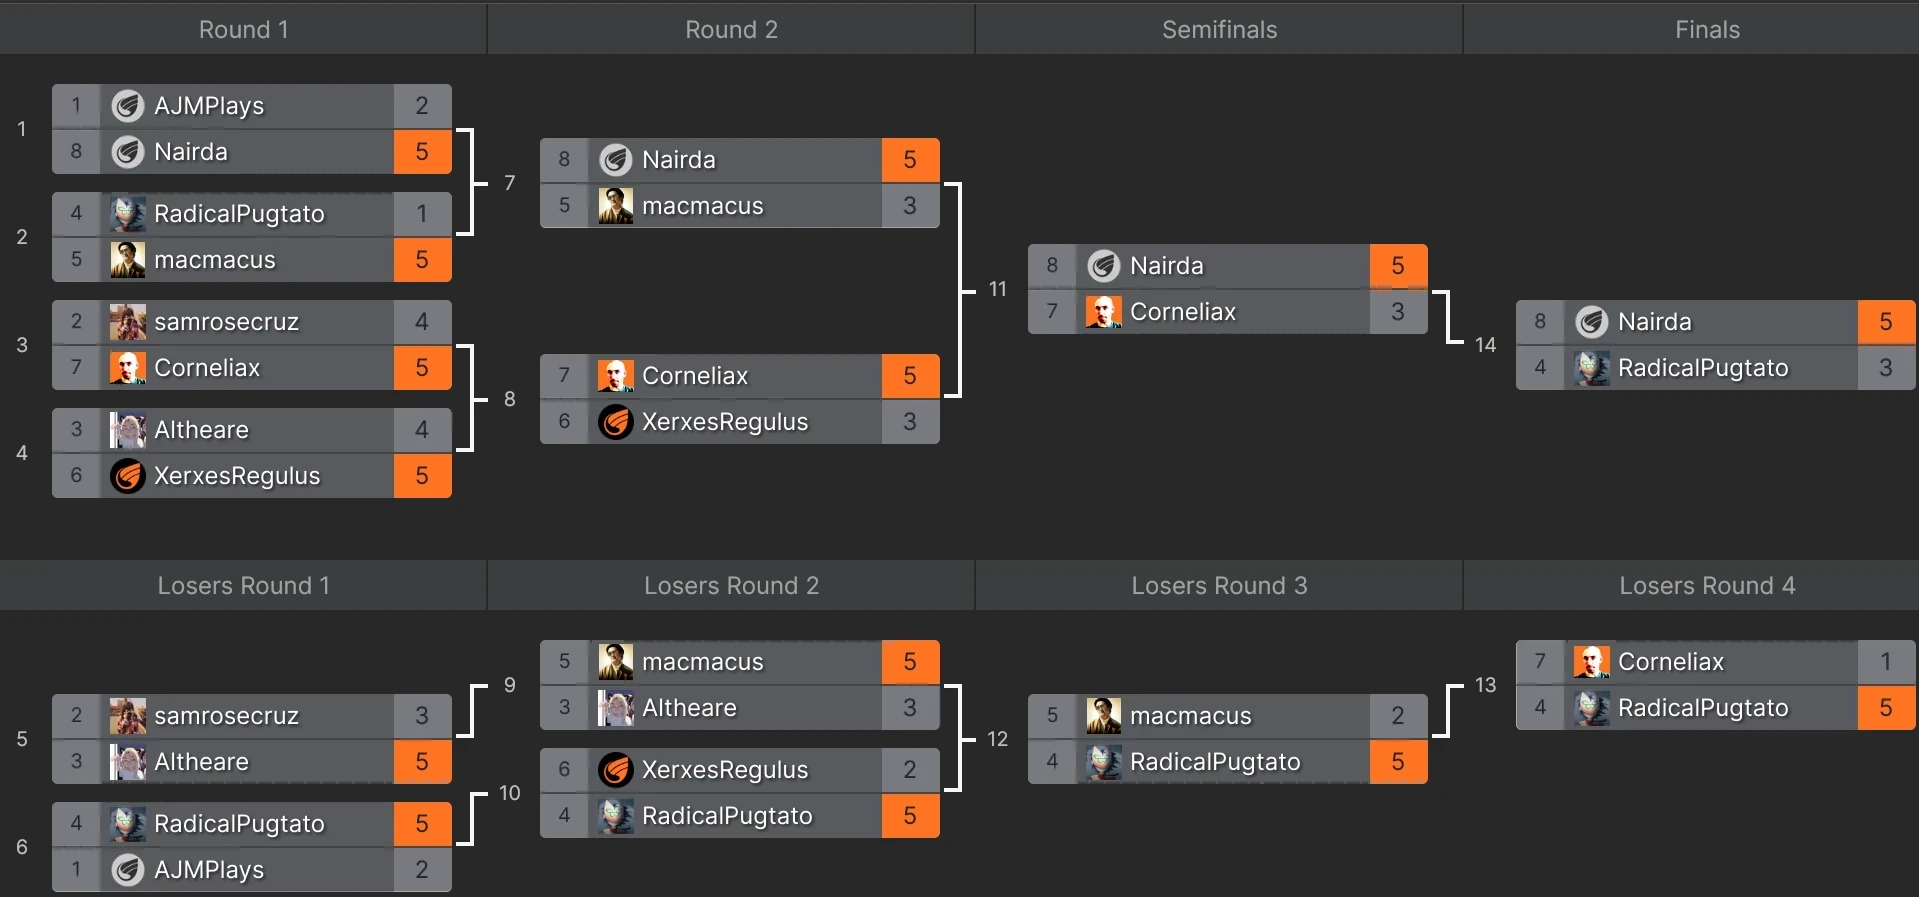 Round 1 Round 2 Semifinals Finals
1
1 AJMPlays 2
8 Nairda 5
2
4 RadicalPugtato 1
5 macmacus 5
3
2 samrosecruz 4
7 Corneliax 5
4
3 Altheare 4
6 XerxesRegulus 5
7
8 Nairda 5
5 macmacus 3
8
7 Corneliax 5
6 XerxesRegulus 3
11
8 Nairda 5
7 Corneliax 3
14
8 Nairda 5
4 RadicalPugtato 3
Losers Round 1 Losers Round 2 Losers Round 3 Losers Round 4
5
2 samrosecruz 3
3 Altheare 5
6
4 RadicalPugtato 5
1 AJMPlays 2
9
5 macmacus 5
3 Altheare 3
10
6 XerxesRegulus 2
4 RadicalPugtato 5
12
5 macmacus 2
4 RadicalPugtato 5
13
7 Corneliax 1
4 RadicalPugtato 5